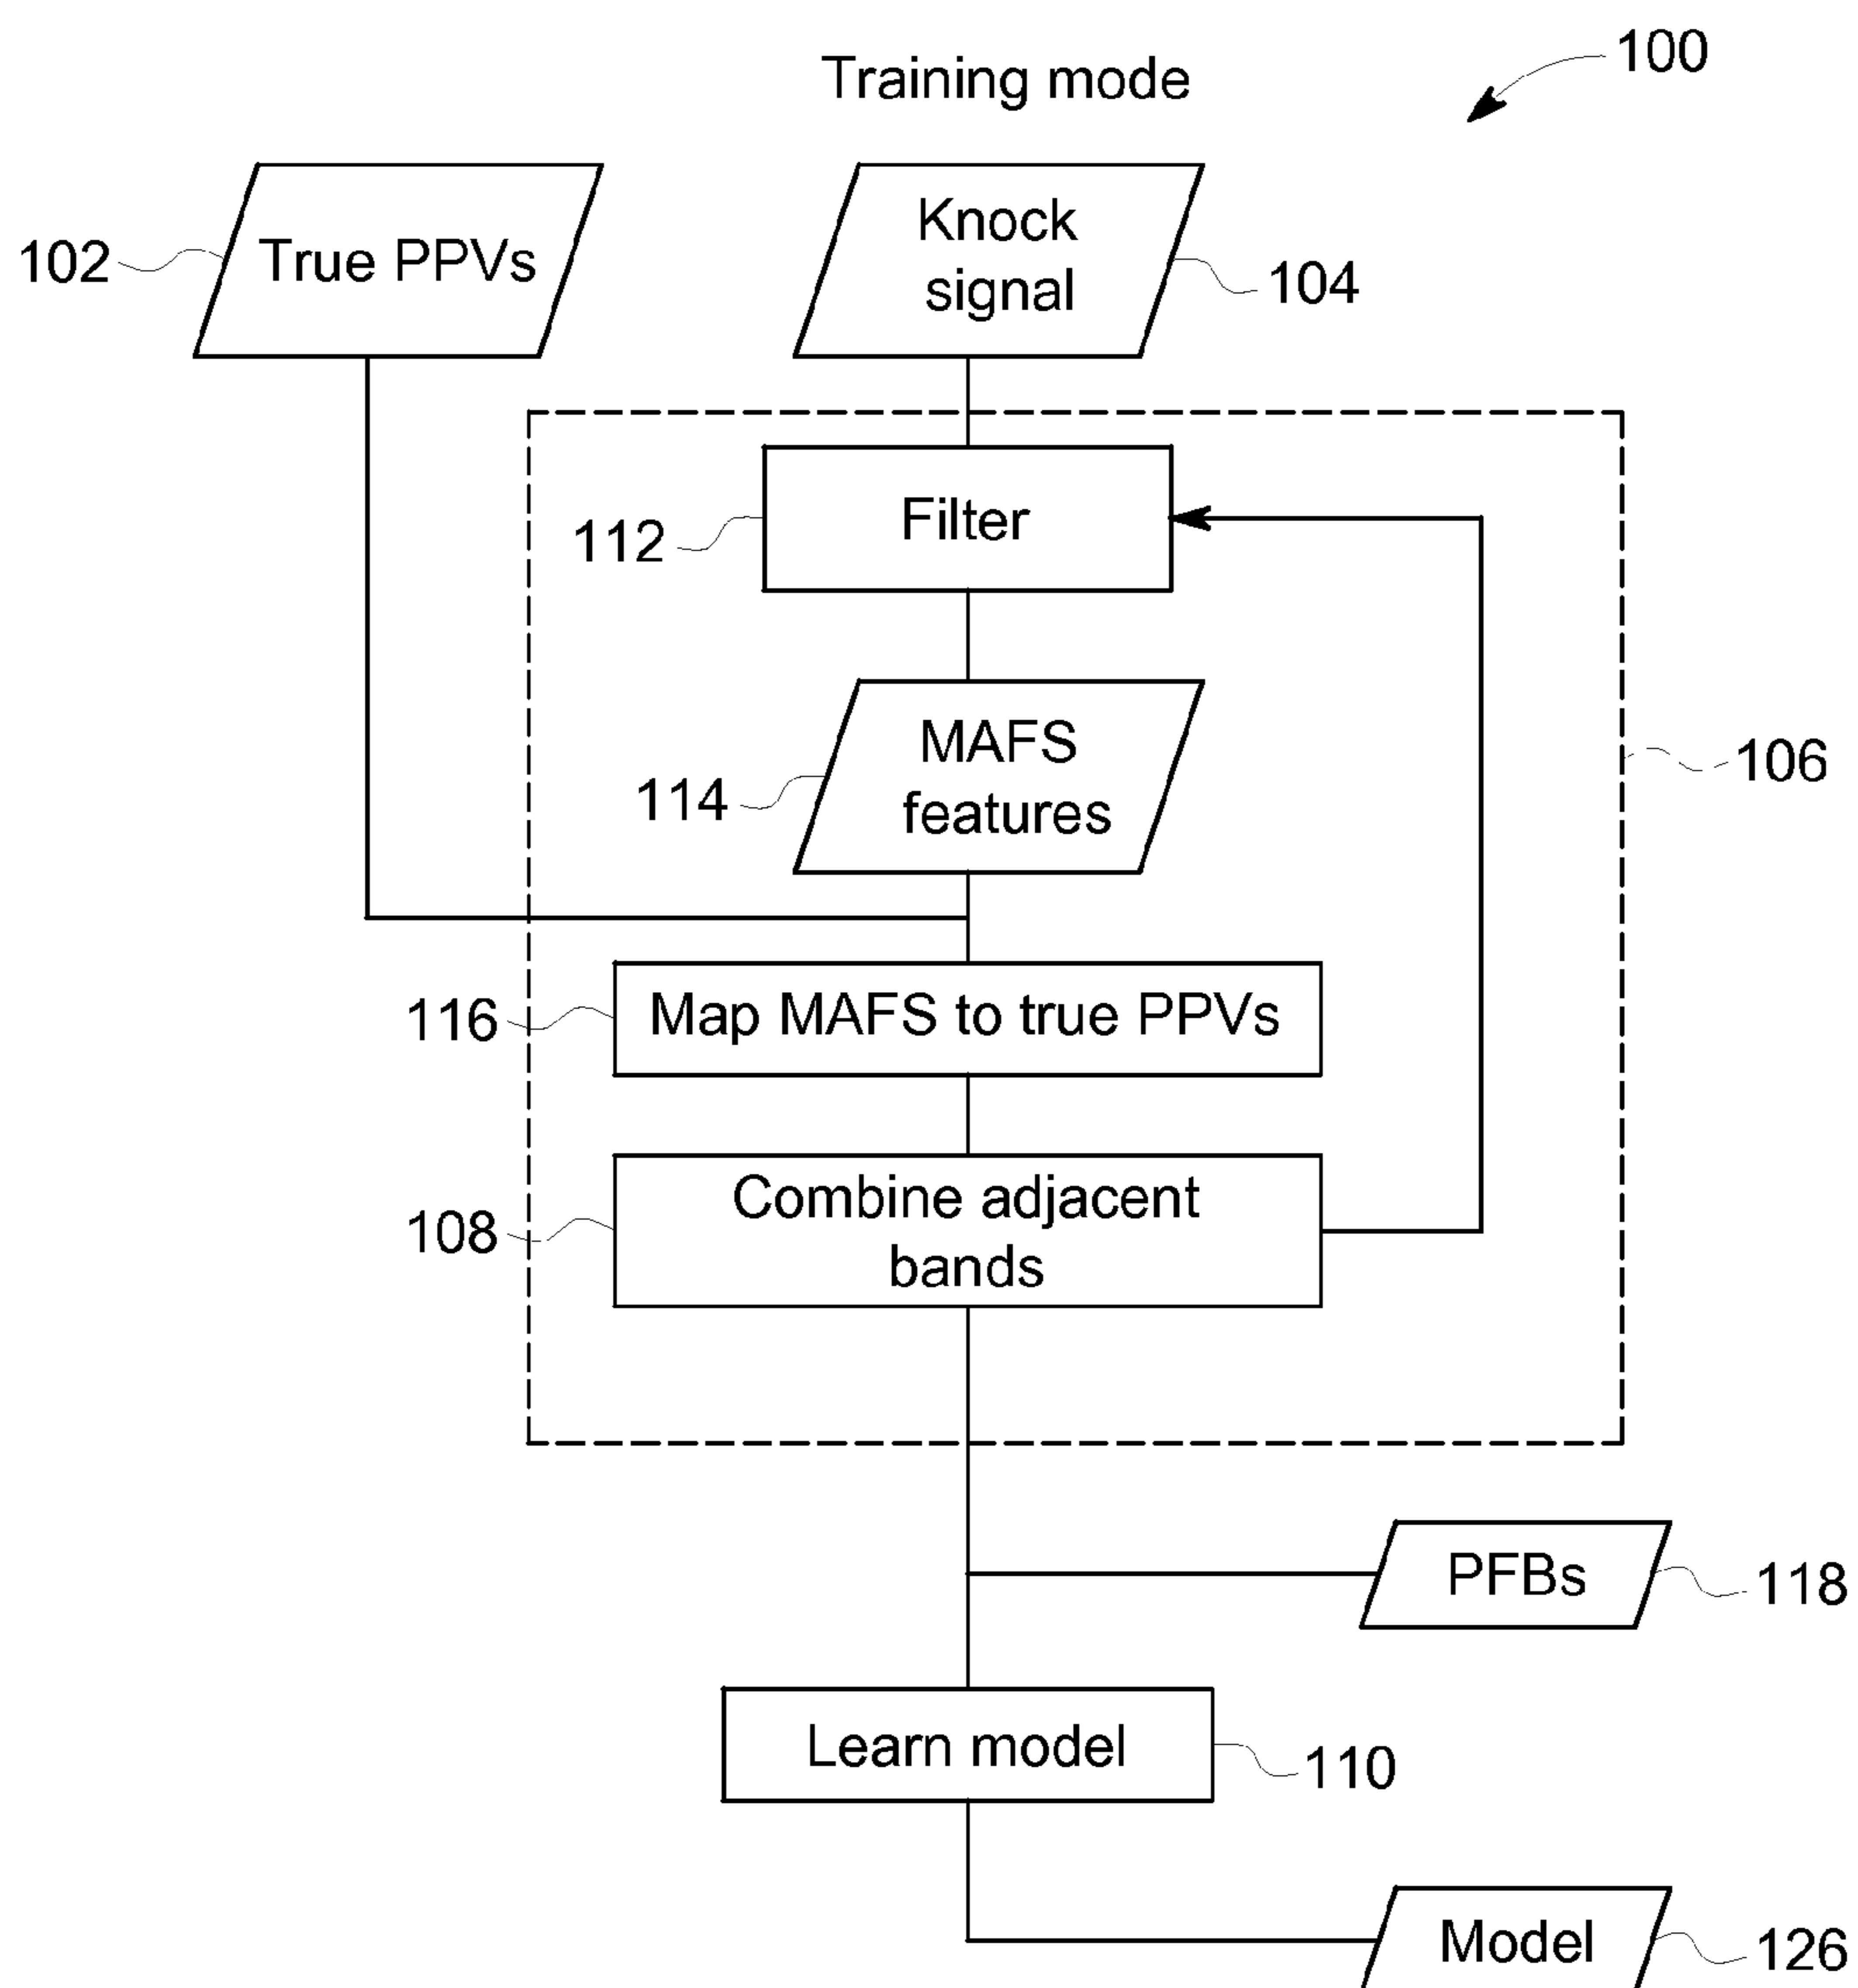 Training mode
100
102
True PPVs
Knock
signal
104
112
Filter
114
MAFS
features
106
116
Map MAFS to true PPVs
108
Combine adjacent
bands
PFBs
118
Learn model
110
Model
126